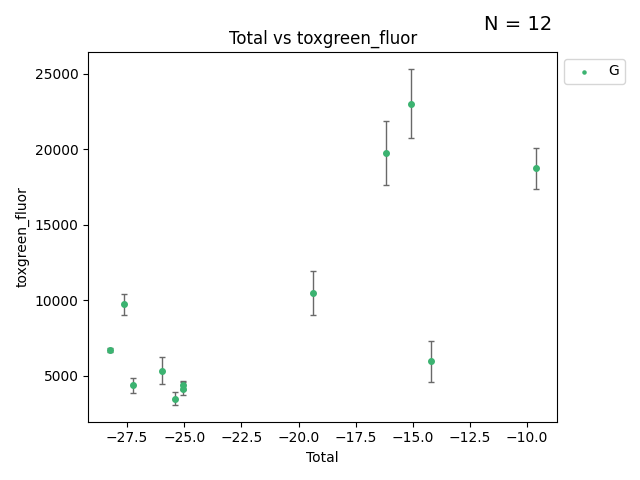 N = 12
Total vs toxgreen_fluor
G
25000
20000
15000
10000
5000
toxgreen_fluor
−27.5 −25.0 −22.5 −20.0 −17.5 −15.0 −12.5 −10.0
Total